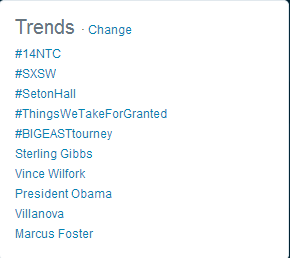 Trends · Change
#14NTC
#SXSW
#SetonHall
#ThingsWeTakeForGranted
#BIGEASTtourney
Sterling Gibbs
Vince Wilfork
President Obama
Villanova
Marcus Foster